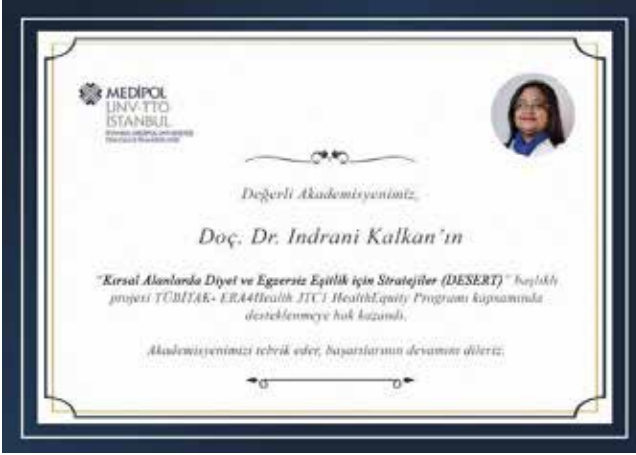 MEDİPOL
UNV-TTO
İSTANBUL
Değerli Akademisyenimiz,
Doç. Dr. Indrani Kalkan'ın
"Kırsal Alanlarda Diyet ve Egzersiz Eşitlik için Stratejiler (DESERT)" başlıklı
projesi TÜBİTAK- ERA4Health JTC1 HealthEquity Programı kapsamında
desteklenmeye hak kazandı.
Akademisyenimizi tebrik eder, başarılarının devamını dileriz.